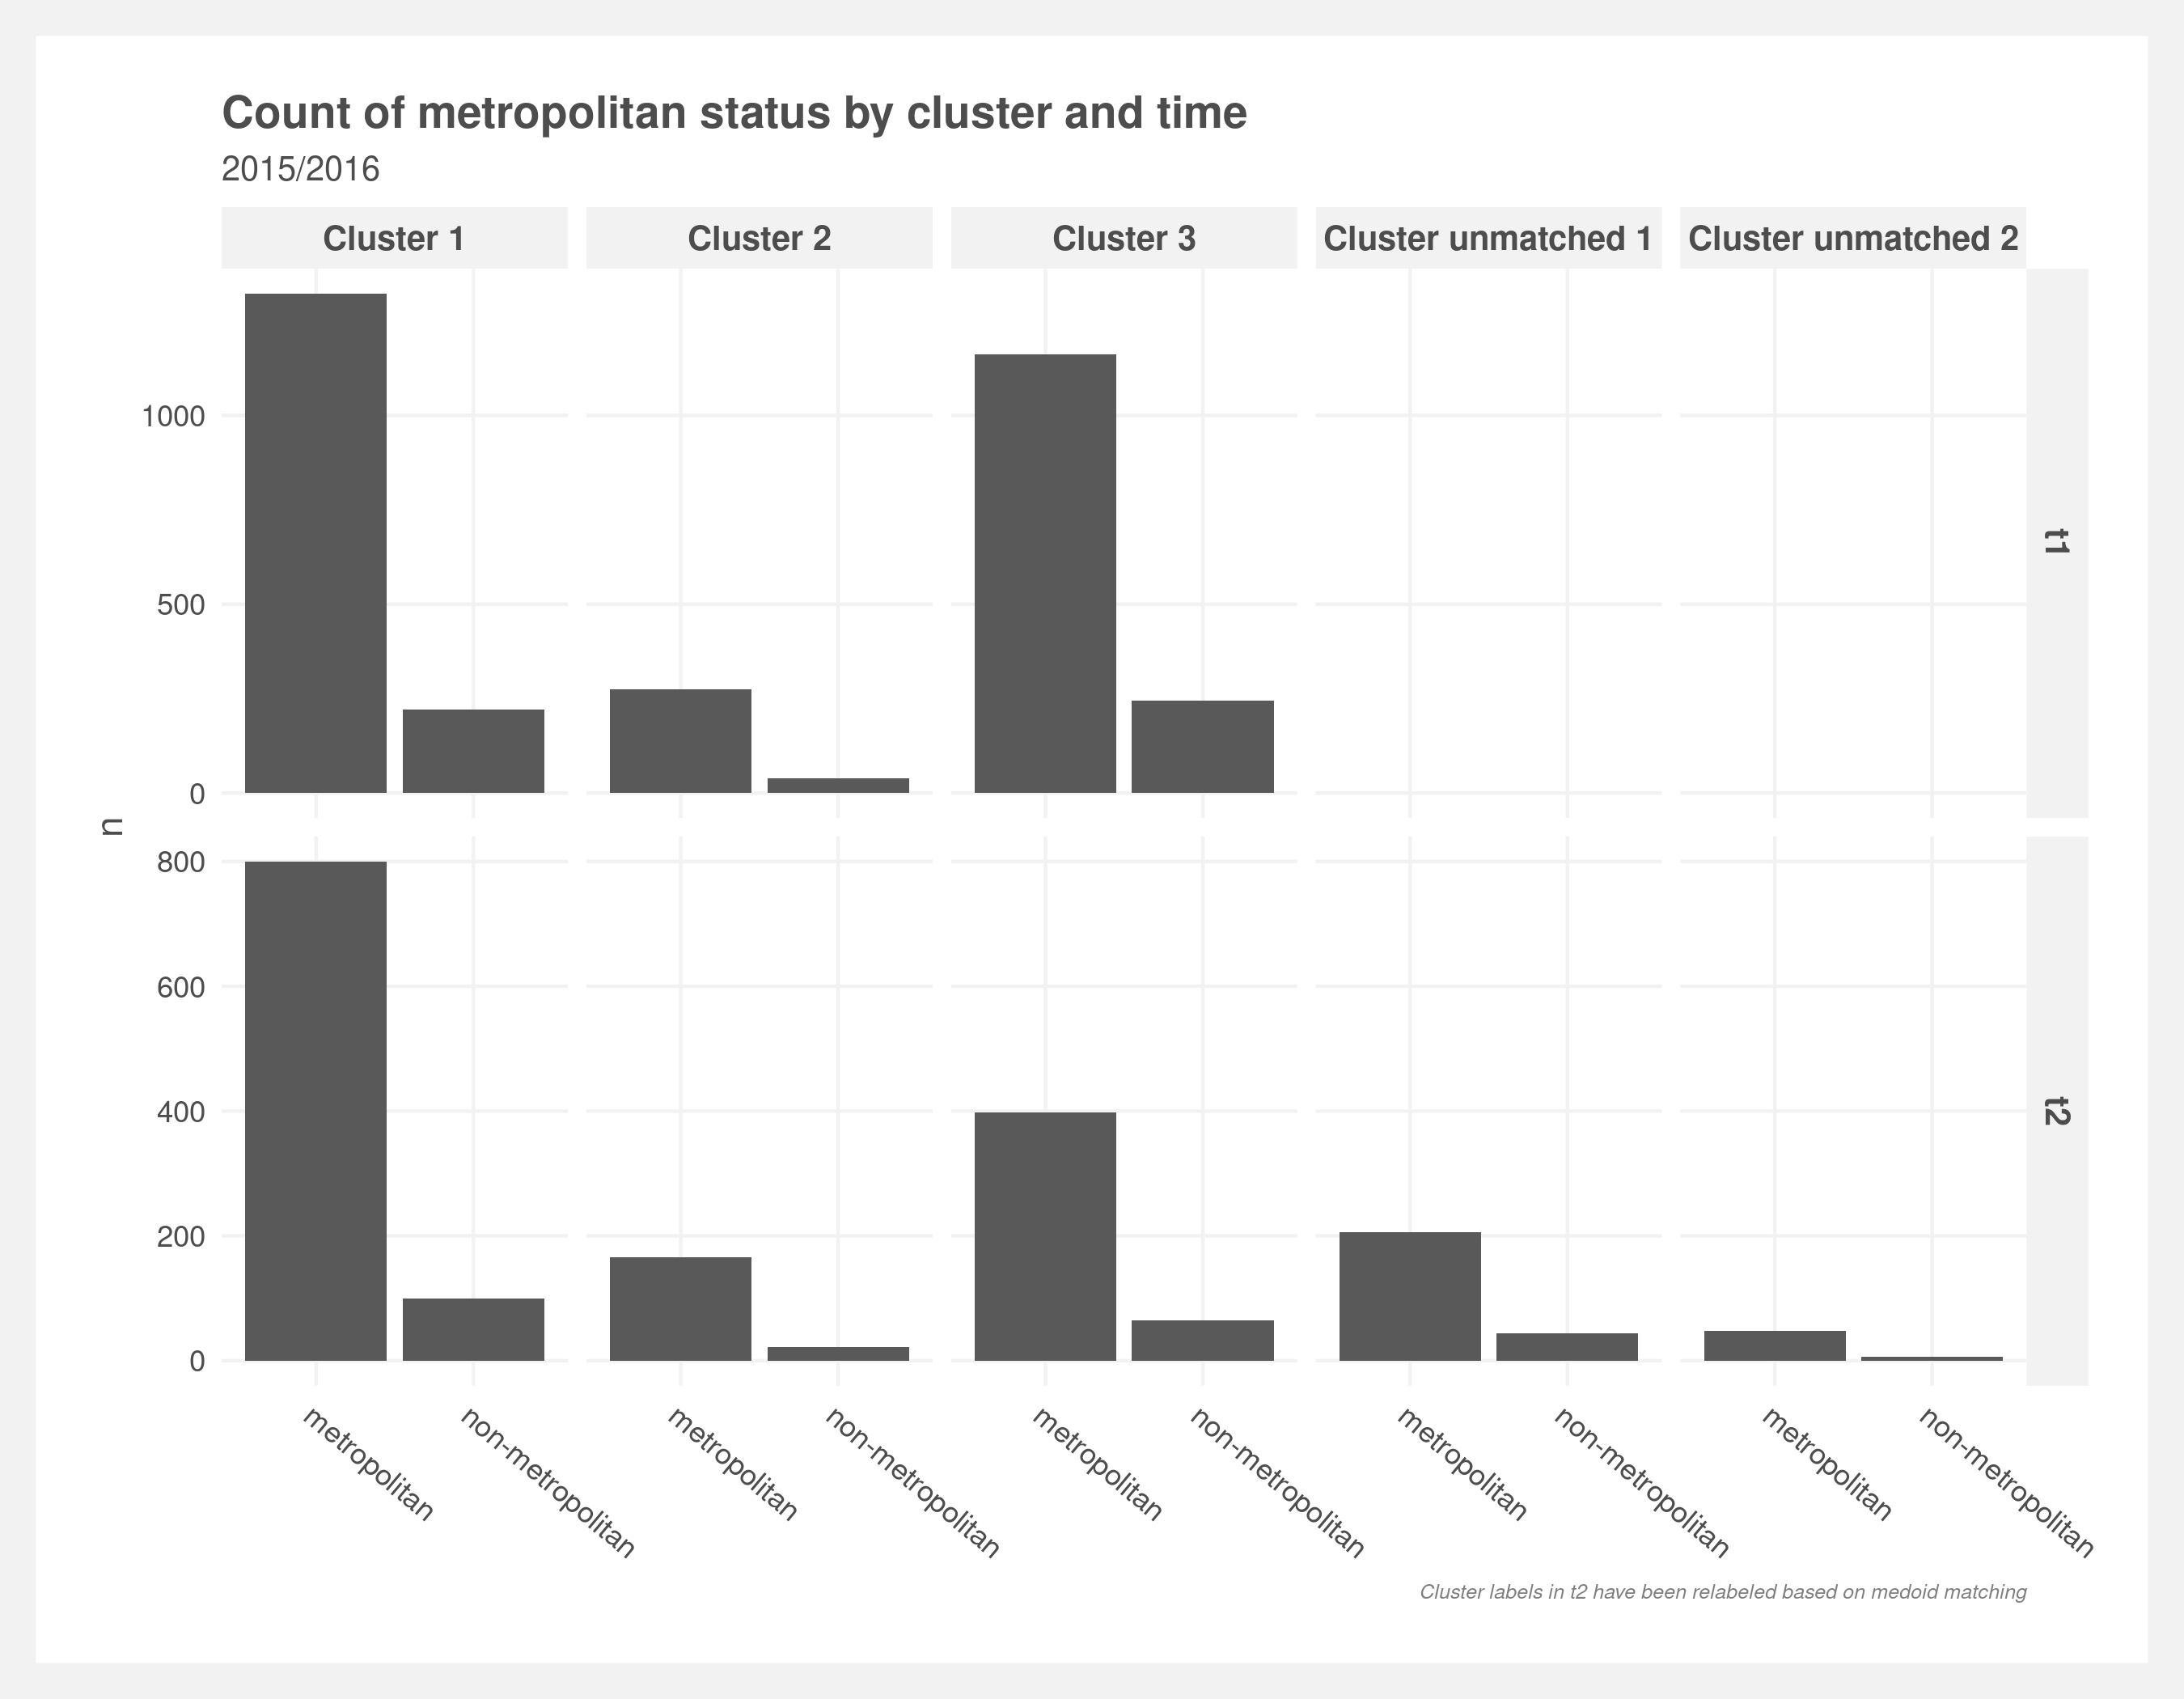 Count of metropolitan status by cluster and time
2015/2016
Cluster 1
Cluster 2
Cluster 3
Cluster unmatched 1
Cluster unmatched 2
1000
500
0
t1
n
800
600
400
200
0
t2
metropolitan
non-metropolitan
metropolitan
non-metropolitan
metropolitan
non-metropolitan
metropolitan
non-metropolitan
metropolitan
non-metropolitan
Cluster labels in t2 have been relabeled based on medoid matching